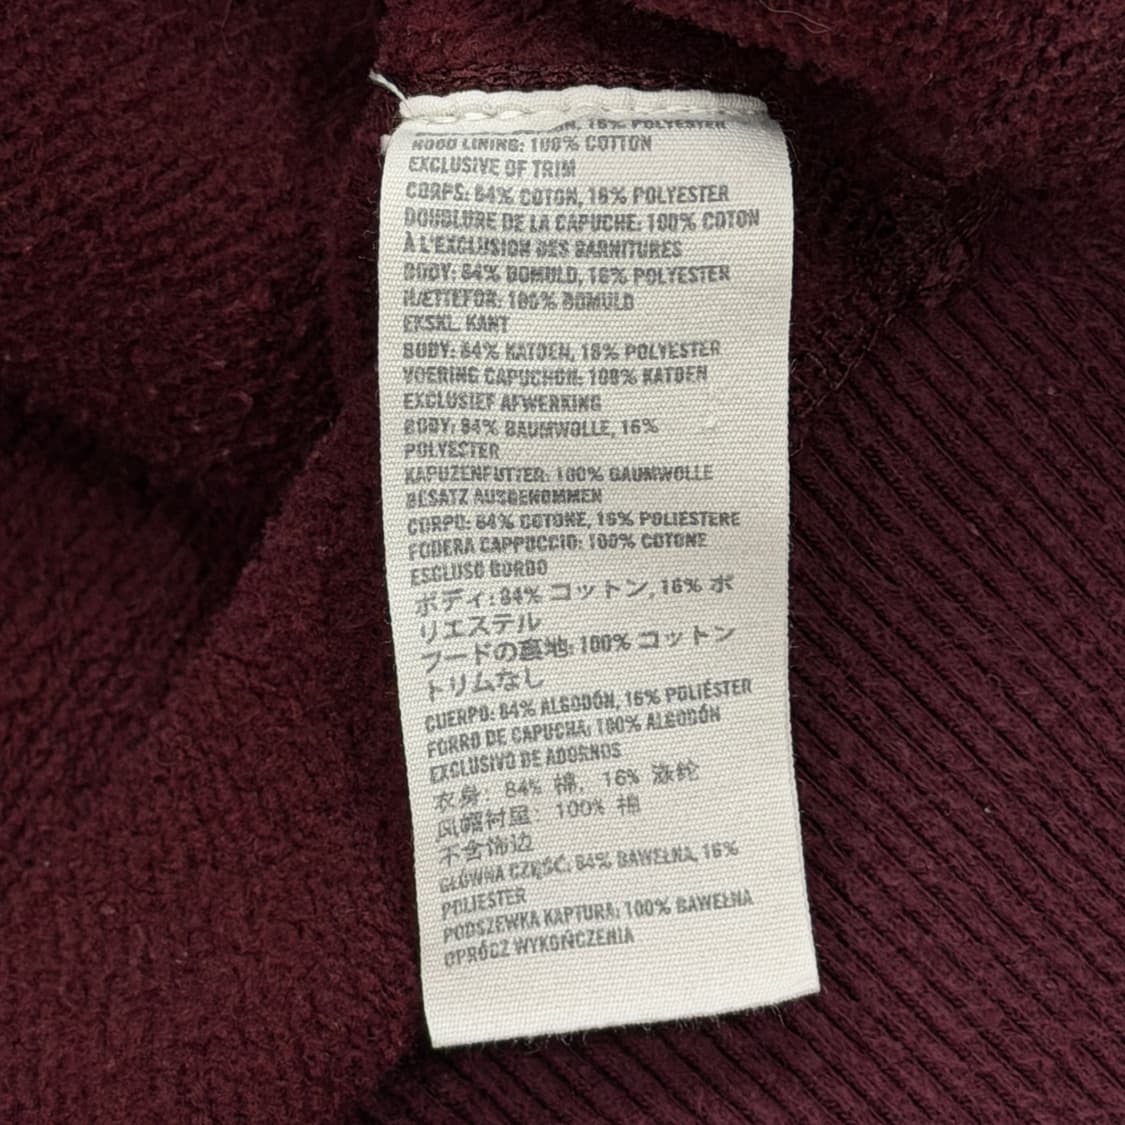 16% POLYESTER
HOOD LINING: 100% COTTON
EXCLUSIVE OF TRIM
CORPS: 84% COTON, 16% POLYESTER
DOUBLURE DE LA CAPUCHE: 100% COTON
À L'EXCLUSION DES GARNITURES
BODY: 84% BOMULD, 16% POLYESTER
HÆTTEFOR: 100% BOMULD
EKSKL. KANT
BODY: 84% KATOEN, 16% POLYESTER
VOERING CAPUCHON: 100% KATOEN
EXCLUSIEF AFWERKING
BODY: 84% BAUMWOLLE, 16%
POLYESTER
KAPUZENFUTTER: 100% BAUMWOLLE
BESATZ AUSGENOMMEN
CORPO: 84% COTONE, 16% POLIESTERE
FODERA CAPPUCCIO: 100% COTONE
ESCLUSO BORDO
ボディ: 84% コットン, 16% ポ
リエステル
フードの裏地: 100% コットン
トリムなし
CUERPO: 84% ALGODÓN, 16% POLIÉSTER
FORRO DE CAPUCHA: 100% ALGODÓN
EXCLUSIVO DE ADORNOS
衣身: 84% 棉, 16% 涤纶
风帽衬里: 100% 棉
不含饰边
GŁÓWNA CZĘŚĆ: 84% BAWEŁNA, 16%
POLIESTER
PODSZEWKA KAPTURA: 100% BAWEŁNA
OPRÓCZ WYKOŃCZENIA